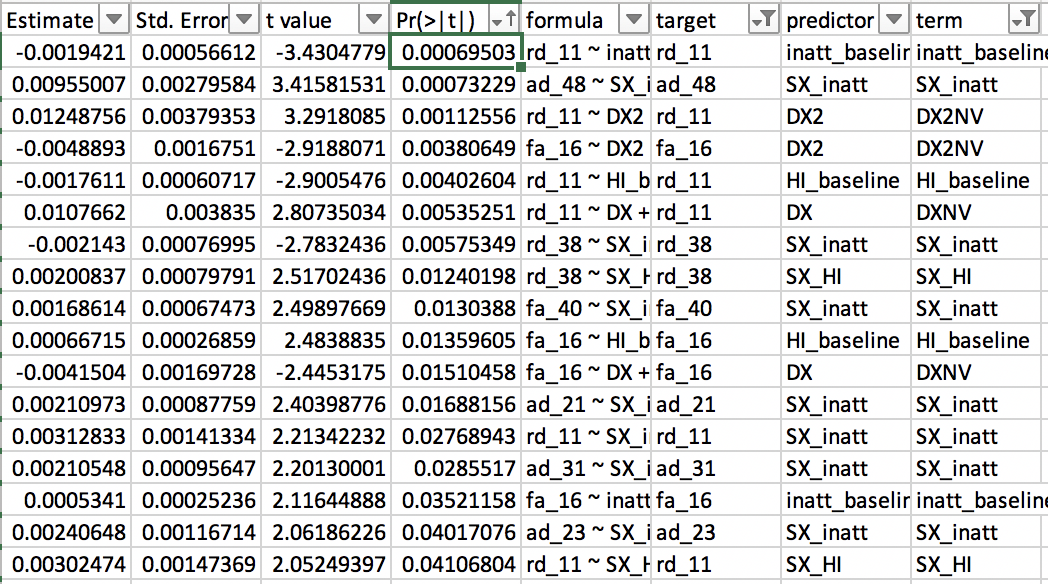 Estimate Std. Error t value Pr(>|t|) formula target predictor term
-0.0019421 0.00056612 -3.4304779 0.00069503 rd_11 ~ inatt rd_11 inatt_baselin inatt_baseline
0.00955007 0.00279584 3.41581531 0.00073229 ad_48 ~ SX_i ad_48 SX_inatt SX_inatt
0.01248756 0.00379353 3.2918085 0.00112556 rd_11 ~ DX2 rd_11 DX2 DX2NV
-0.0048893 0.0016751 -2.9188071 0.00380649 fa_16 ~ DX2 fa_16 DX2 DX2NV
-0.0017611 0.00060717 -2.9005476 0.00402604 rd_11 ~ HI_b rd_11 HI_baseline HI_baseline
0.0107662 0.003835 2.80735034 0.00535251 rd_11 ~ DX + rd_11 DX DXNV
-0.002143 0.00076995 -2.7832436 0.00575349 rd_38 ~ SX_i rd_38 SX_inatt SX_inatt
0.00200837 0.00079791 2.51702436 0.01240198 rd_38 ~ SX_H rd_38 SX_HI SX_HI
0.00168614 0.00067473 2.49897669 0.0130388 fa_40 ~ SX_i fa_40 SX_inatt SX_inatt
0.00066715 0.00026859 2.4838835 0.01359605 fa_16 ~ HI_b fa_16 HI_baseline HI_baseline
-0.0041504 0.00169728 -2.4453175 0.01510458 fa_16 ~ DX + fa_16 DX DXNV
0.00210973 0.00087759 2.40398776 0.01688156 ad_21 ~ SX_i ad_21 SX_inatt SX_inatt
0.00312833 0.00141334 2.21342232 0.02768943 rd_11 ~ SX_i rd_11 SX_inatt SX_inatt
0.00210548 0.00095647 2.20130001 0.0285517 ad_31 ~ SX_i ad_31 SX_inatt SX_inatt
0.0005341 0.00025236 2.11644888 0.03521158 fa_16 ~ inatt fa_16 inatt_baselin inatt_baseline
0.00240648 0.00116714 2.06186226 0.04017076 ad_23 ~ SX_i ad_23 SX_inatt SX_inatt
0.00302474 0.00147369 2.05249397 0.04106804 rd_11 ~ SX_H rd_11 SX_HI SX_HI